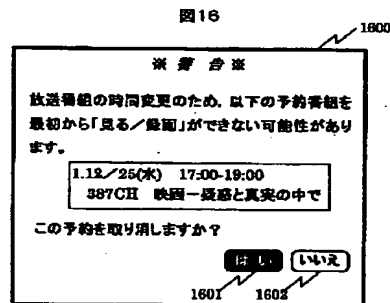 図16
1600
※ 警 告 ※
放送番組の時間変更のため、以下の予約番組を
最初から「見る/録画」ができない可能性があり
ます。
1.12/25(水) 17:00-19:00
387CH 映画-疑惑と真実の中で
この予約を取り消しますか?
はい いいえ
1601 1602